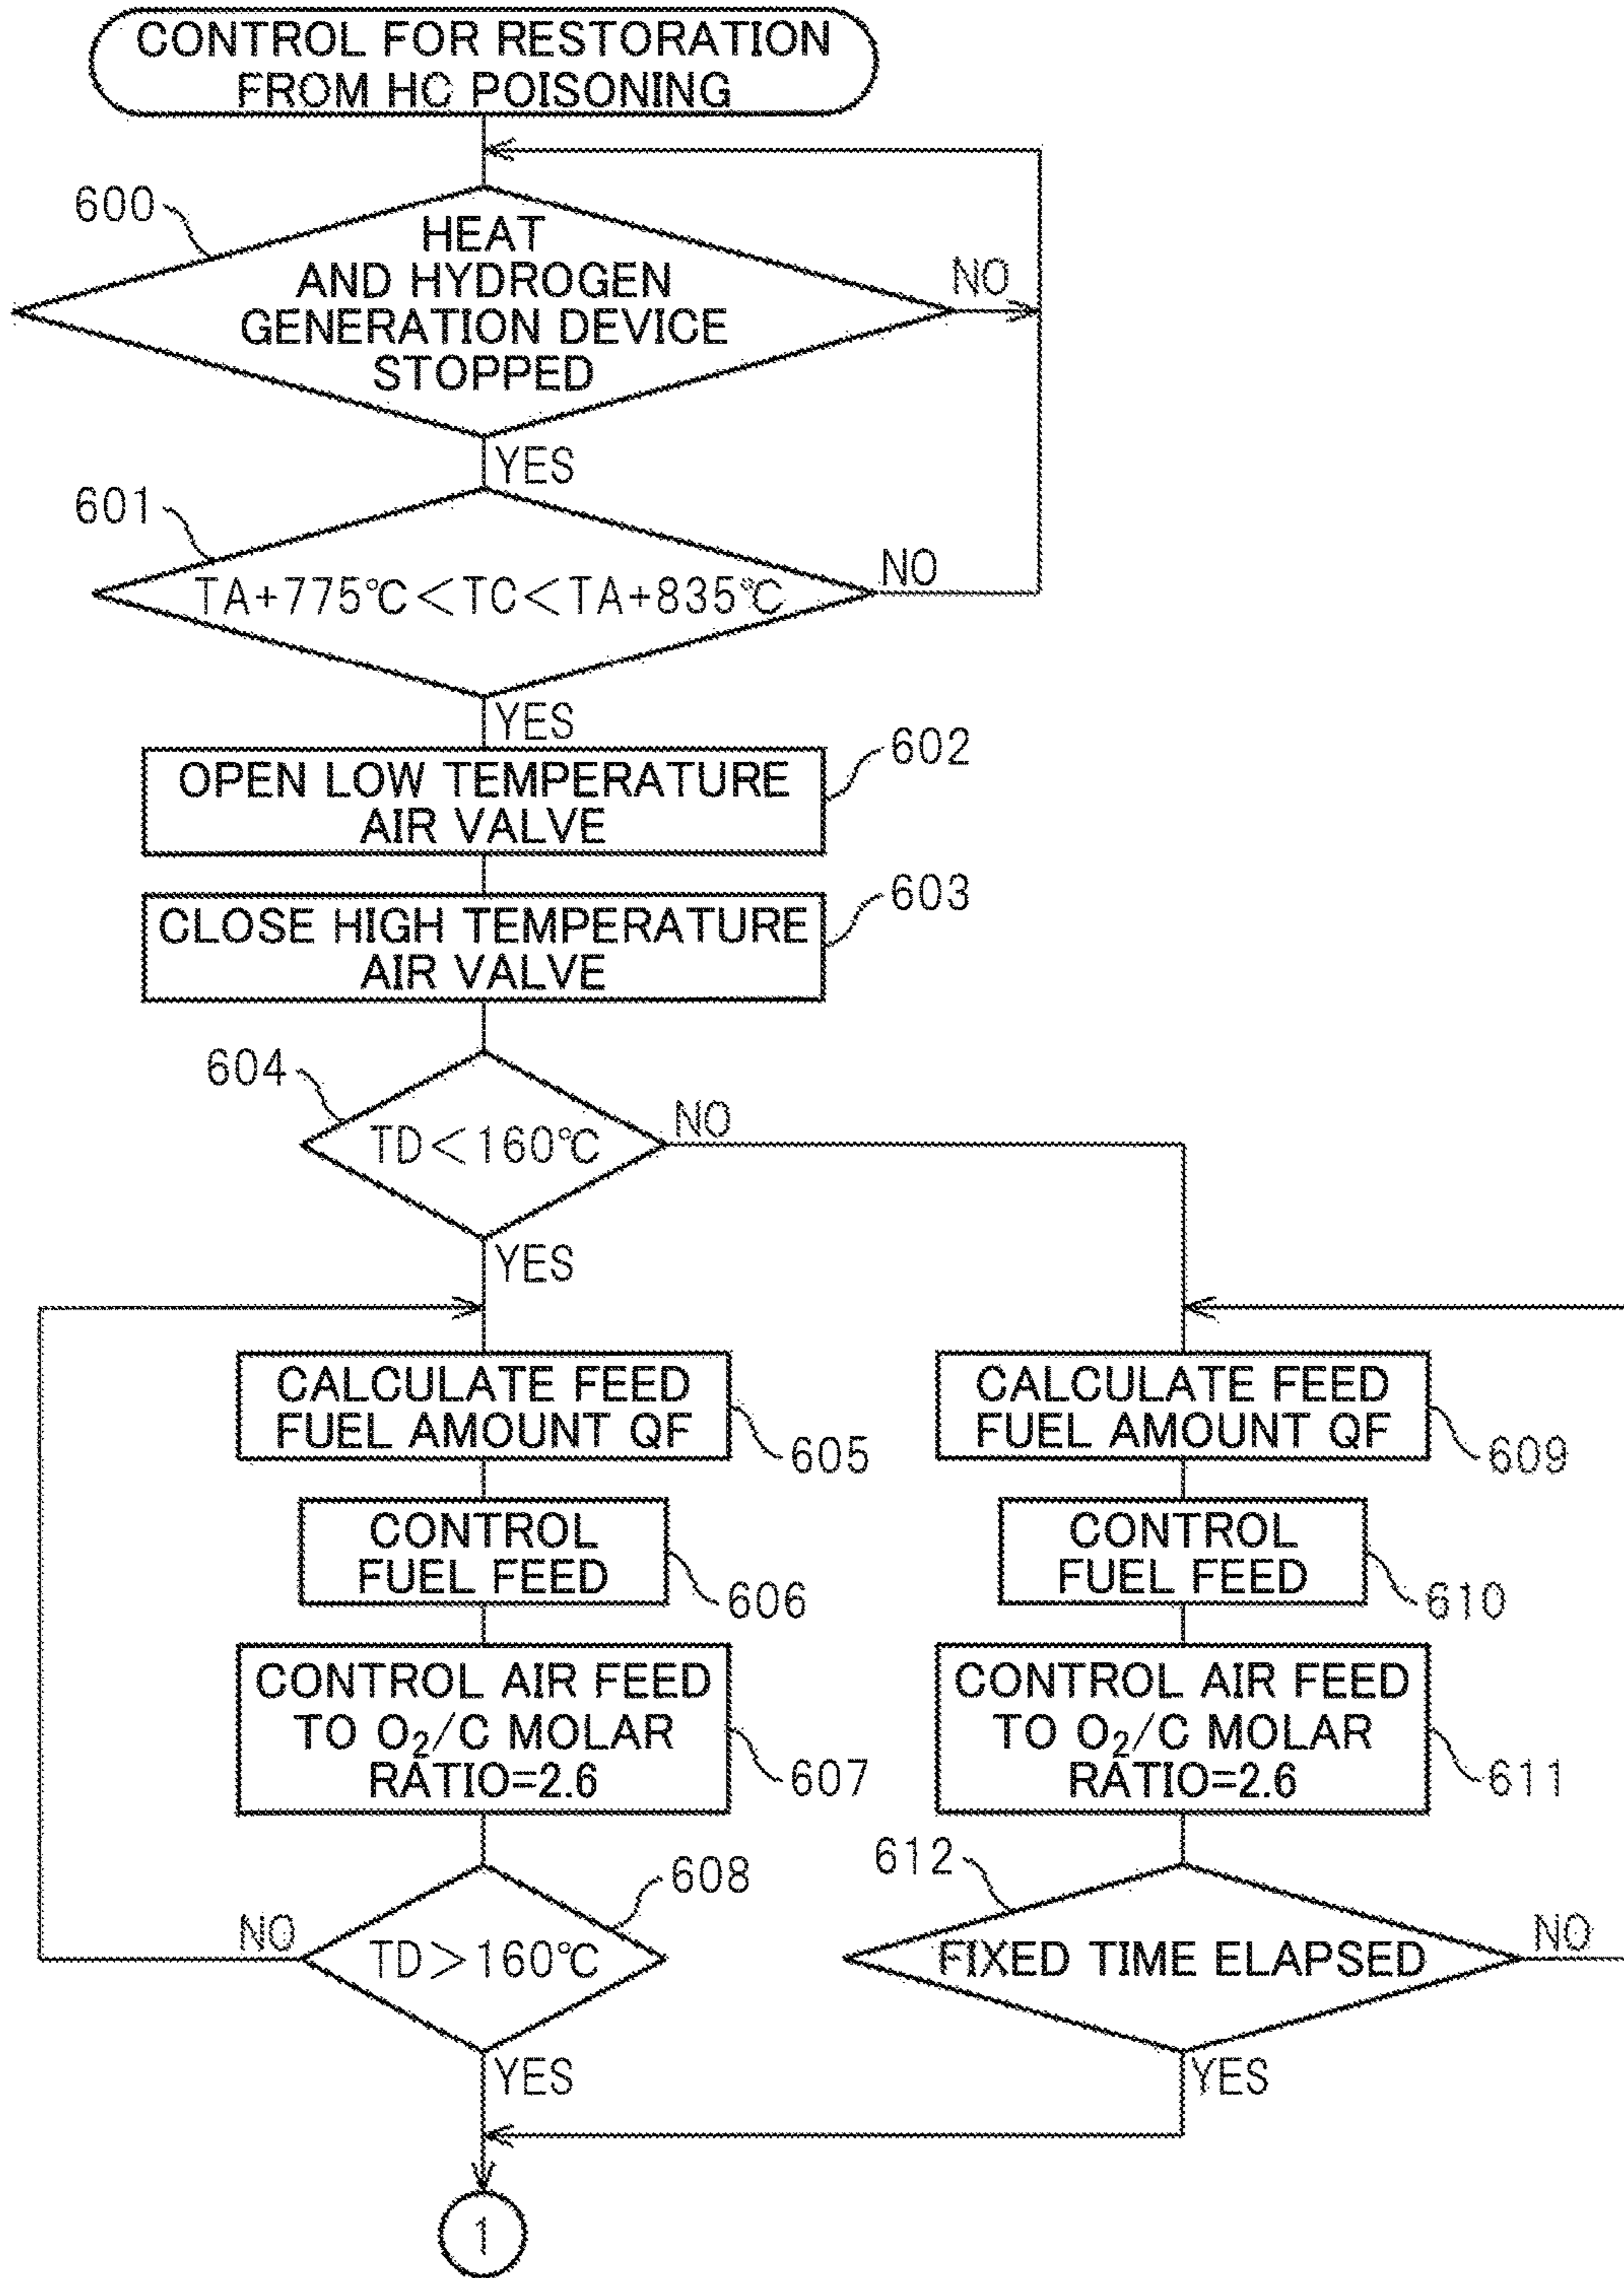 CONTROL FOR RESTORATION
FROM HC POISONING
600
HEAT
AND HYDROGEN
GENERATION DEVICE
STOPPED
NO
YES
601
TA+775℃<TC<TA+835℃
NO
YES
OPEN LOW TEMPERATURE
AIR VALVE
602
CLOSE HIGH TEMPERATURE
AIR VALVE
603
604
TD<160℃
NO
YES
CALCULATE FEED
FUEL AMOUNT QF
605
CONTROL
FUEL FEED
606
CONTROL AIR FEED
TO O₂/C MOLAR
RATIO=2.6
607
608
TD>160℃
NO
YES
CALCULATE FEED
FUEL AMOUNT QF
609
CONTROL
FUEL FEED
610
CONTROL AIR FEED
TO O₂/C MOLAR
RATIO=2.6
611
612
FIXED TIME ELAPSED
NO
YES
1